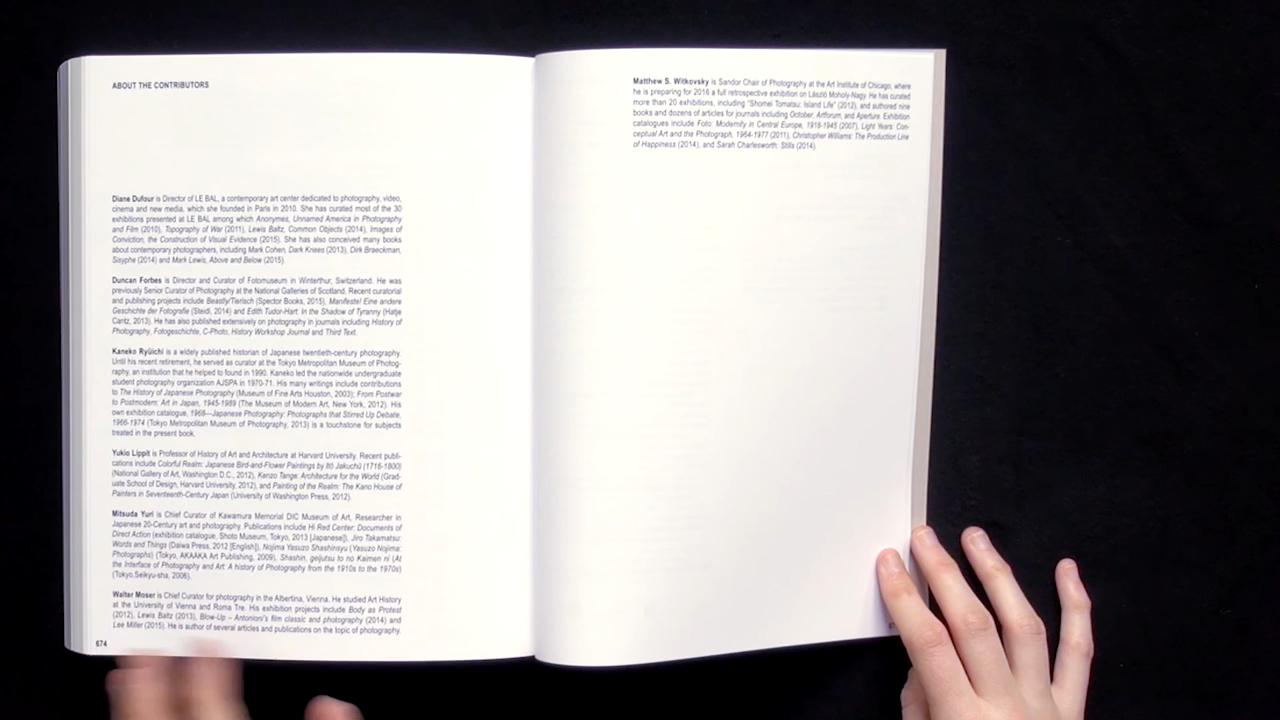 ABOUT THE CONTRIBUTORS
Diane Dufour is Director of LE BAL, a contemporary art center dedicated to photography, video,
cinema and new media, which she founded in Paris in 2010. She has curated most of the 30
exhibitions presented at LE BAL among which Anonymes, Unnamed America in Photography
and Film (2010), Topography of War (2011), Lewis Baltz, Common Objects (2014), Images of
Conviction, the Construction of Visual Evidence (2015). She has also conceived many books
about contemporary photographers, including Mark Cohen, Dark Knees (2013), Dirk Braeckman,
Sisyphe (2014) and Mark Lewis, Above and Below (2015).
Duncan Forbes is Director and Curator of Fotomuseum in Winterthur, Switzerland. He was
previously Senior Curator of Photography at the National Galleries of Scotland. Recent curatorial
and publishing projects include Beastly/Tierisch (Spector Books, 2015), Manifeste! Eine andere
Geschichte der Fotografie (Steidl, 2014) and Edith Tudor-Hart: In the Shadow of Tyranny (Hatje
Cantz, 2013). He has also published extensively on photography in journals including History of
Photography, Fotogeschichte, C-Photo, History Workshop Journal and Third Text.
Kaneko Ryūichi is a widely published historian of Japanese twentieth-century photography.
Until his recent retirement, he served as curator at the Tokyo Metropolitan Museum of Photog-
raphy, an institution that he helped to found in 1990. Kaneko led the nationwide undergraduate
student photography organization AJSPA in 1970-71. His many writings include contributions
to The History of Japanese Photography (Museum of Fine Arts Houston, 2003); From Postwar
to Postmodern: Art in Japan, 1945-1989 (The Museum of Modern Art, New York, 2012). His
own exhibition catalogue, 1968—Japanese Photography: Photographs that Stirred Up Debate,
1966-1974 (Tokyo Metropolitan Museum of Photography, 2013) is a touchstone for subjects
treated in the present book.
Yukio Lippit is Professor of History of Art and Architecture at Harvard University. Recent publi-
cations include Colorful Realm: Japanese Bird-and-Flower Paintings by Itō Jakuchū (1716-1800)
(National Gallery of Art, Washington D.C., 2012), Kenzo Tange: Architecture for the World (Grad-
uate School of Design, Harvard University, 2012), and Painting of the Realm: The Kano House of
Painters in Seventeenth-Century Japan (University of Washington Press, 2012).
Mitsuda Yuri is Chief Curator of Kawamura Memorial DIC Museum of Art, Researcher in
Japanese 20-Century art and photography. Publications include Hi Red Center: Documents of
Direct Action (exhibition catalogue, Shoto Museum, Tokyo, 2013 [Japanese]), Jiro Takamatsu:
Words and Things (Daiwa Press, 2012 [English]), Nojima Yasuzo Shashinsyu (Yasuzo Nojima:
Photographs) (Tokyo, AKAAKA Art Publishing, 2009), Shashin, geijutsu to no Kaimen ni (At
the Interface of Photography and Art: A history of Photography from the 1910s to the 1970s)
(Tokyo,Seikyu-sha, 2006).
Walter Moser is Chief Curator for photography in the Albertina, Vienna. He studied Art History
at the University of Vienna and Roma Tre. His exhibition projects include Body as Protest
(2012), Lewis Baltz (2013), Blow-Up – Antonioni's film classic and photography (2014) and
Lee Miller (2015). He is author of several articles and publications on the topic of photography.
674
Matthew S. Witkovsky is Sandor Chair of Photography at the Art Institute of Chicago, where
he is preparing for 2016 a full retrospective exhibition on László Moholy-Nagy. He has curated
more than 20 exhibitions, including "Shomei Tomatsu: Island Life" (2012), and authored nine
books and dozens of articles for journals including October, Artforum, and Aperture. Exhibition
catalogues include Foto: Modernity in Central Europe, 1918-1945 (2007), Light Years: Con-
ceptual Art and the Photograph, 1964-1977 (2011), Christopher Williams: The Production Line
of Happiness (2014), and Sarah Charlesworth: Stills (2014).